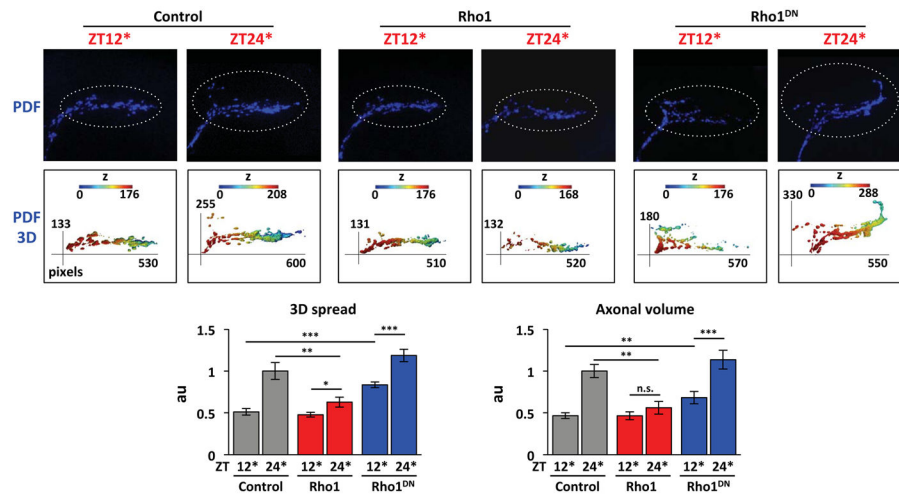 Control Rho1 Rho1DN
ZT12* ZT24* ZT12* ZT24* ZT12* ZT24*
PDF
z z z z z z
0 176 0 208 0 176 0 168 0 176 0 288
PDF
3D
133 255 131 132 180 330
pixels
530 600 510 520 570 550
3D spread
1.5
1
0.5
0
au
***
**
***
*
ZT 12* 24* 12* 24* 12* 24*
Control Rho1 Rho1DN
Axonal volume
1.5
1
0.5
0
au
**
**
***
n.s.
ZT 12* 24* 12* 24* 12* 24*
Control Rho1 Rho1DN